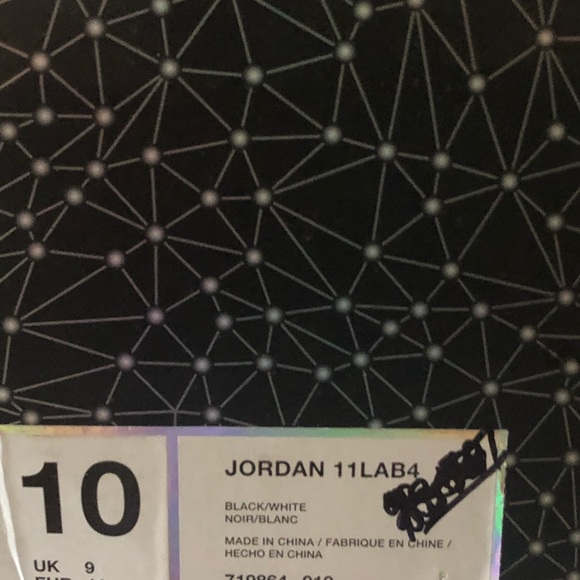 10
UK 9
JORDAN 11LAB4
BLACK/WHITE
NOIR/BLANC
MADE IN CHINA / FABRIQUE EN CHINE /
HECHO EN CHINA